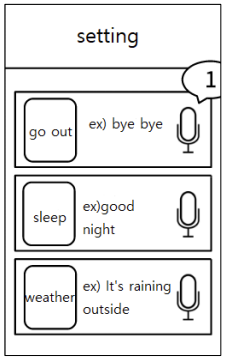 setting
1
go out
ex) bye bye
sleep
ex)good
night
weather
ex) It's raining
outside